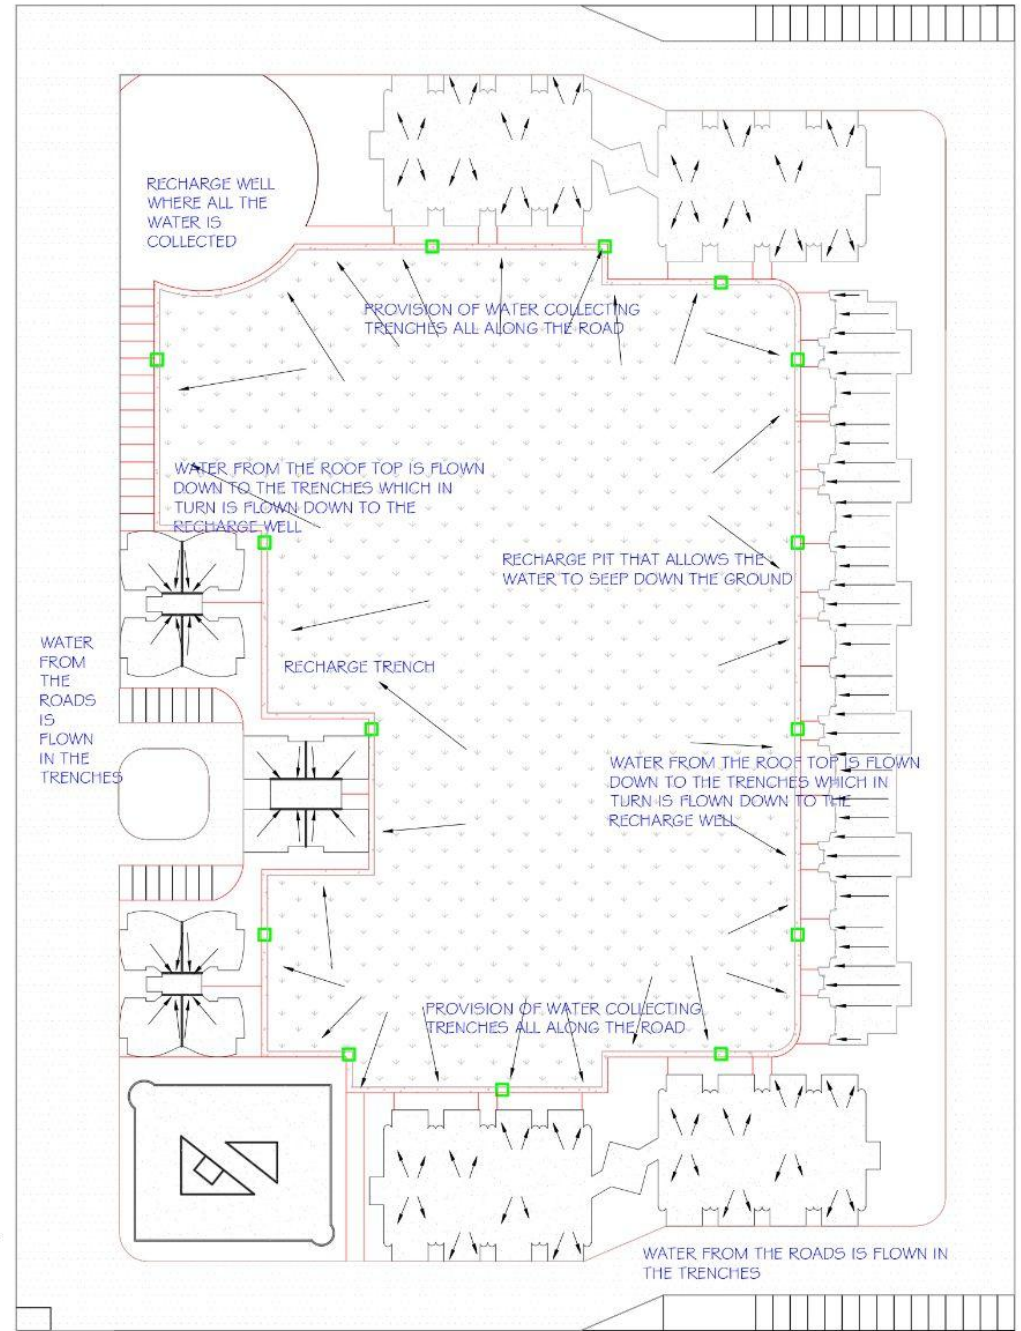 RECHARGE WELL
WHERE ALL THE
WATER IS
COLLECTED
PROVISION OF WATER COLLECTING
TRENCHES ALL ALONG THE ROAD
WATER FROM THE ROOF TOP IS FLOWN
DOWN TO THE TRENCHES WHICH IN
TURN IS FLOWN DOWN TO THE
RECHARGE WELL
RECHARGE PIT THAT ALLOWS THE
WATER TO SEEP DOWN THE GROUND
WATER
FROM
THE
ROADS
IS
FLOWN
IN THE
TRENCHES
RECHARGE TRENCH
WATER FROM THE ROOF TOP IS FLOWN
DOWN TO THE TRENCHES WHICH IN
TURN IS FLOWN DOWN TO THE
RECHARGE WELL
PROVISION OF WATER COLLECTING
TRENCHES ALL ALONG THE ROAD
WATER FROM THE ROADS IS FLOWN IN
THE TRENCHES